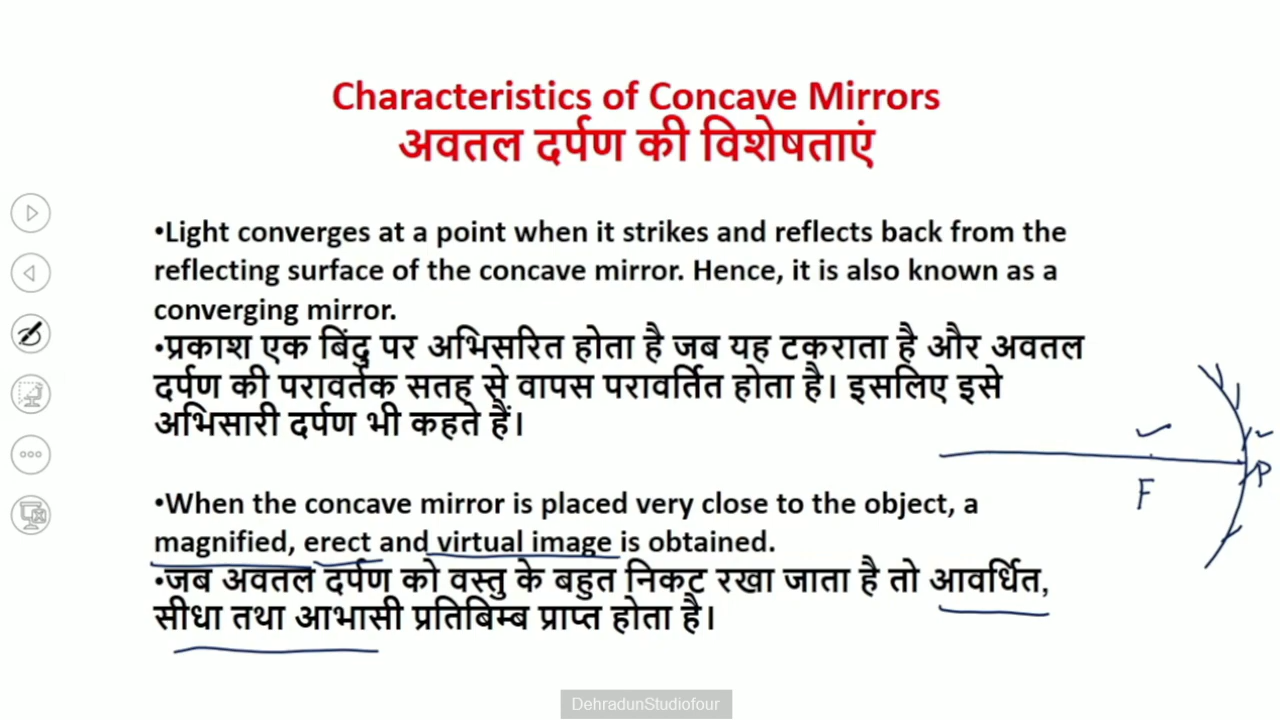 Characteristics of Concave Mirrors
अवतल दर्पण की विशेषताएं
•Light converges at a point when it strikes and reflects back from the
reflecting surface of the concave mirror. Hence, it is also known as a
converging mirror.
•प्रकाश एक बिंदु पर अभिसरित होता है जब यह टकराता है और अवतल
दर्पण की परावर्तक सतह से वापस परावर्तित होता है। इसलिए इसे
अभिसारी दर्पण भी कहते हैं।
P
F
•When the concave mirror is placed very close to the object, a
magnified, erect and virtual image is obtained.
•जब अवतल दर्पण को वस्तु के बहुत निकट रखा जाता है तो आवर्धित,
सीधा तथा आभासी प्रतिबिम्ब प्राप्त होता है।
DehradunStudiofour